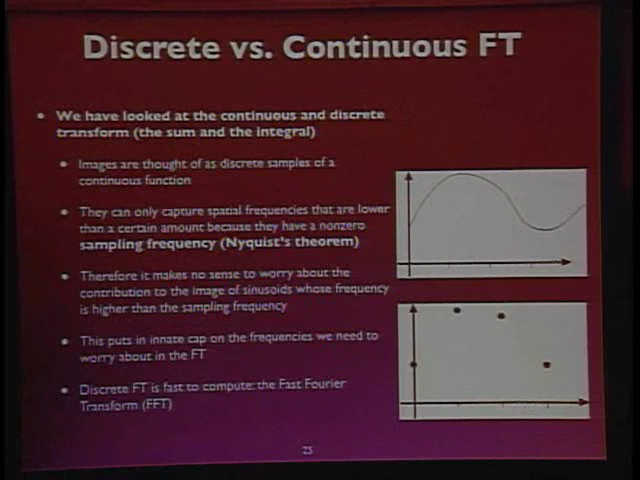 Discrete vs. Continuous FT
• We have looked at the continuous and discrete
transform (the sum and the integral)
• Images are thought of as discrete samples of a
continuous function
• They can only capture spatial frequencies that are lower
than a certain amount because they have a nonzero
sampling frequency (Nyquist's theorem)
• Therefore it makes no sense to worry about the
contribution to the image of sinusoids whose frequency
is higher than the sampling frequency
• This puts in innate cap on the frequencies we need to
worry about in the FT
• Discrete FT is fast to compute: the Fast Fourier
Transform (FFT)
25